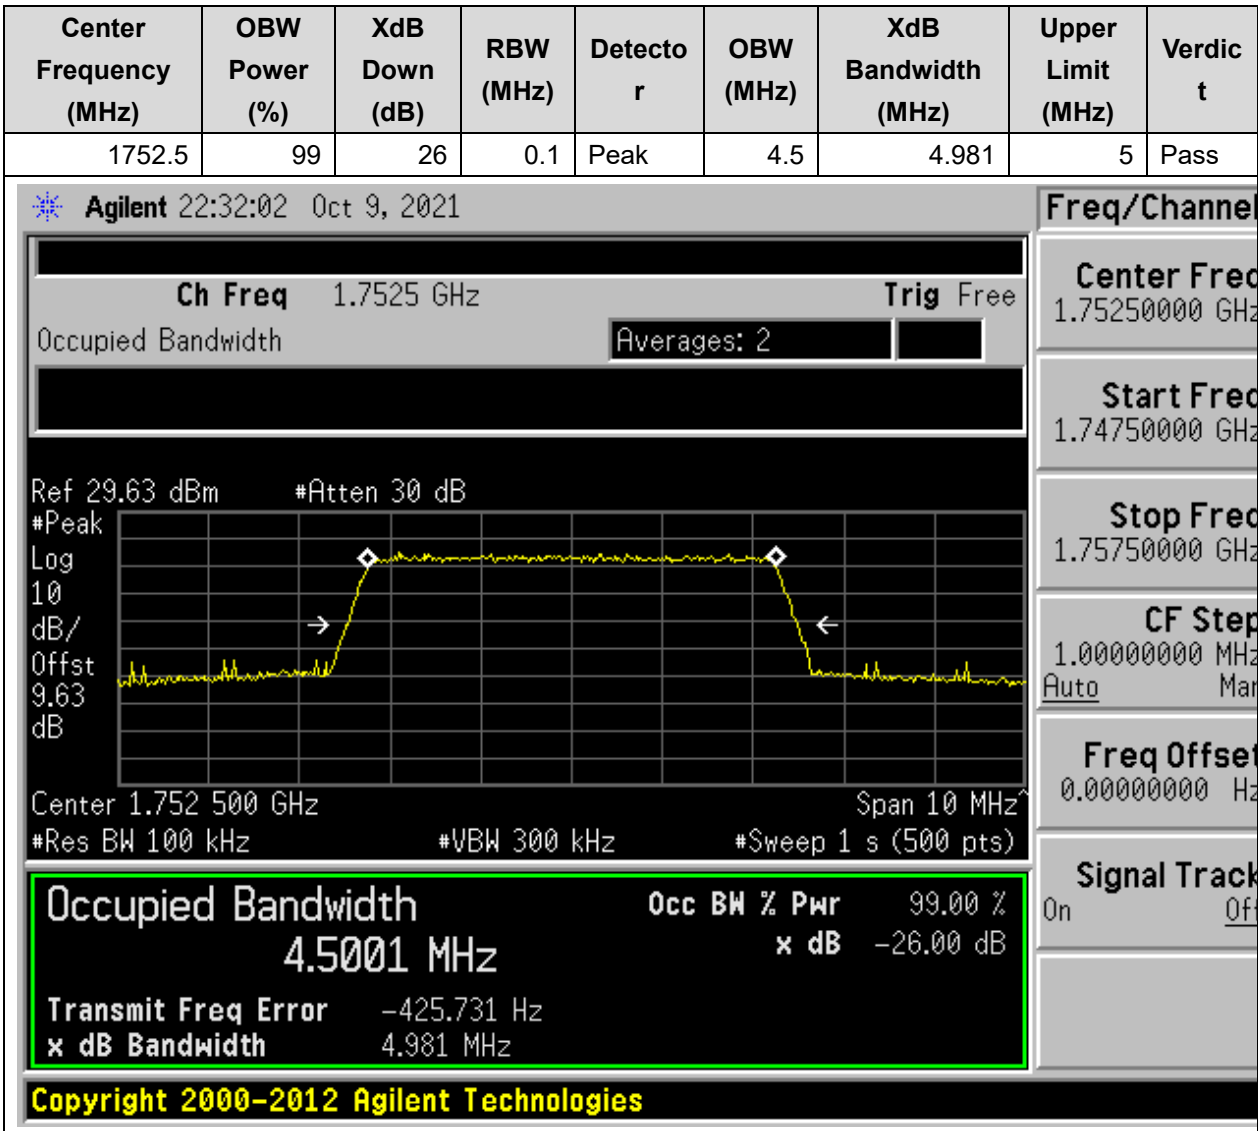 Center Frequency (MHz) OBW Power (%) XdB Down (dB) RBW (MHz) Detecto r OBW (MHz) XdB Bandwidth (MHz) Upper Limit (MHz) Verdic t
1752.5 99 26 0.1 Peak 4.5 4.981 5 Pass
Agilent 22:32:02 Oct 9, 2021 Freq/Channel
Ch Freq 1.7525 GHz Trig Free
Occupied Bandwidth Averages: 2
Center Freq
1.75250000 GHz
Start Freq
1.74750000 GHz
Stop Freq
1.75750000 GHz
CF Step
1.00000000 MHz
Auto Man
Freq Offset
0.00000000 Hz
Signal Track
On Off
Ref 29.63 dBm #Atten 30 dB
#Peak
Log
10
dB/
Offst
9.63
dB
Center 1.752 500 GHz Span 10 MHz^
#Res BW 100 kHz #VBW 300 kHz #Sweep 1 s (500 pts)
Occupied Bandwidth Occ BW % Pwr 99.00 %
4.5001 MHz x dB -26.00 dB
Transmit Freq Error -425.731 Hz
x dB Bandwidth 4.981 MHz
Copyright 2000-2012 Agilent Technologies